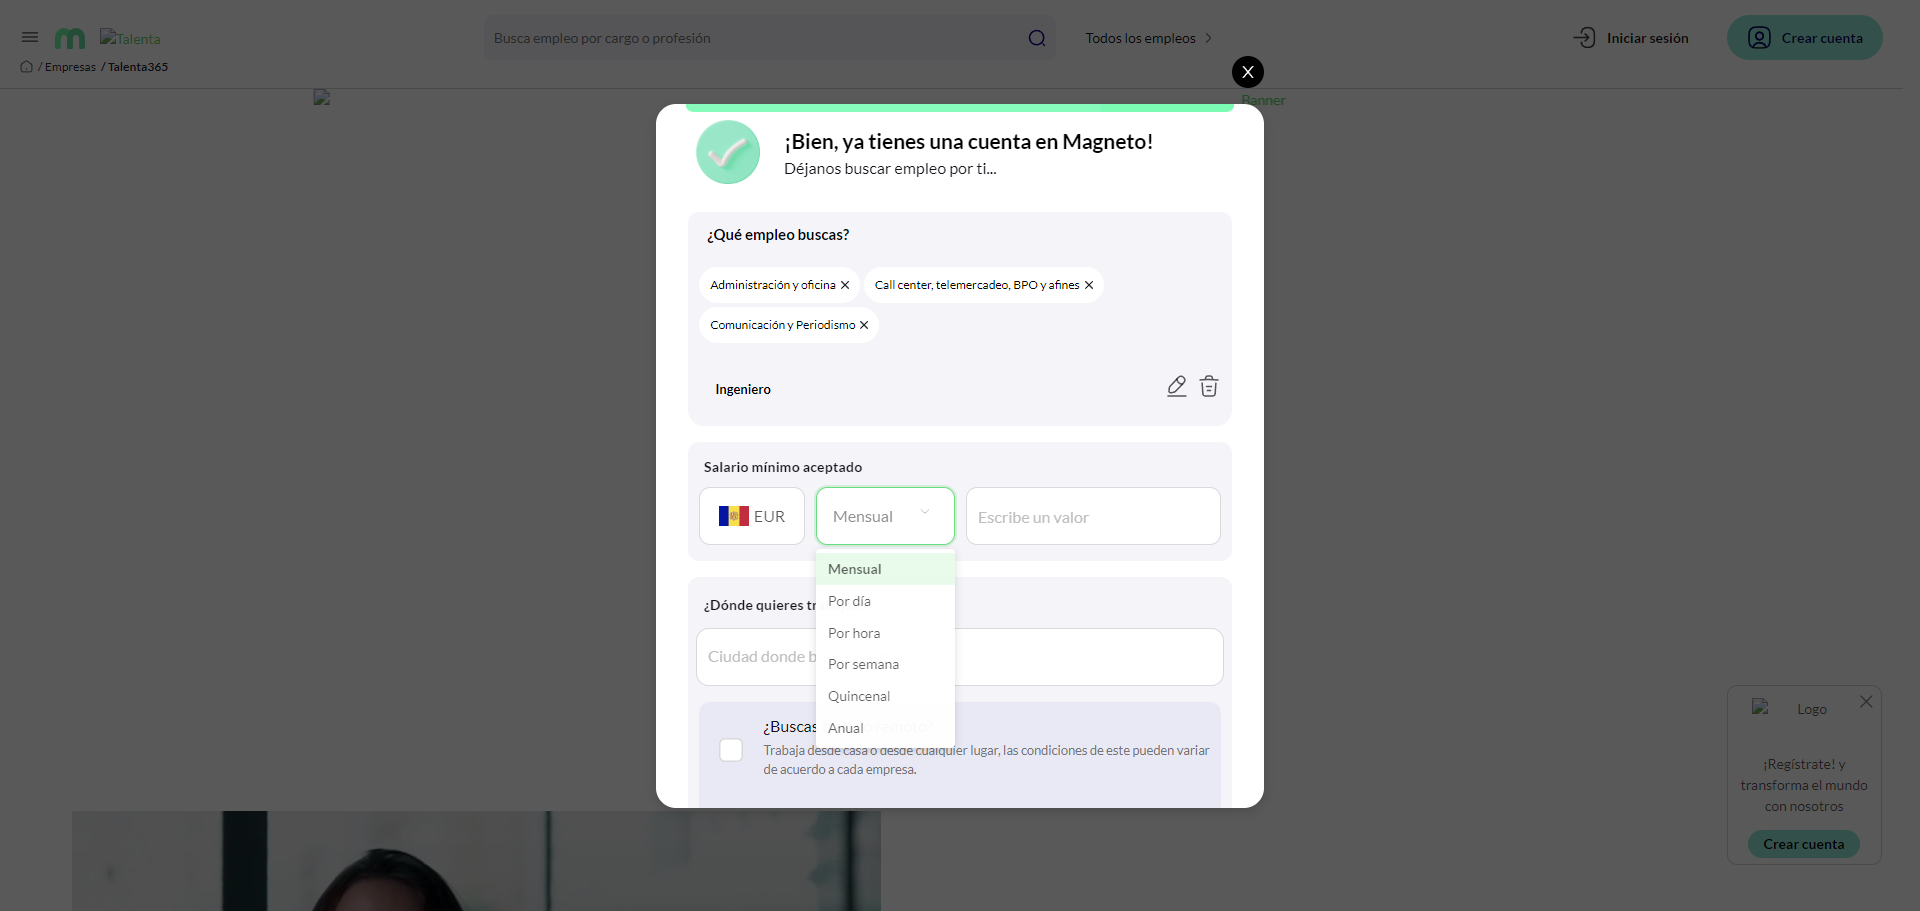 Talenta
Busca empleo por cargo o profesión
Todos los empleos
Iniciar sesión
Crear cuenta
/ Empresas / Talenta365
X
Banner
¡Bien, ya tienes una cuenta en Magneto!
Déjanos buscar empleo por ti...
¿Qué empleo buscas?
Administración y oficina
Call center, telemercadeo, BPO y afines
Comunicación y Periodismo
Ingeniero
Salario mínimo aceptado
EUR
Mensual
Escribe un valor
Mensual
Por día
Por hora
Por semana
Quincenal
Anual
¿Dónde quieres tr
Ciudad donde b
¿Buscas
Trabaja desde casa o desde cualquier lugar, las condiciones de este pueden variar
de acuerdo a cada empresa.
Logo
¡Regístrate! y
transforma el mundo
con nosotros
Crear cuenta